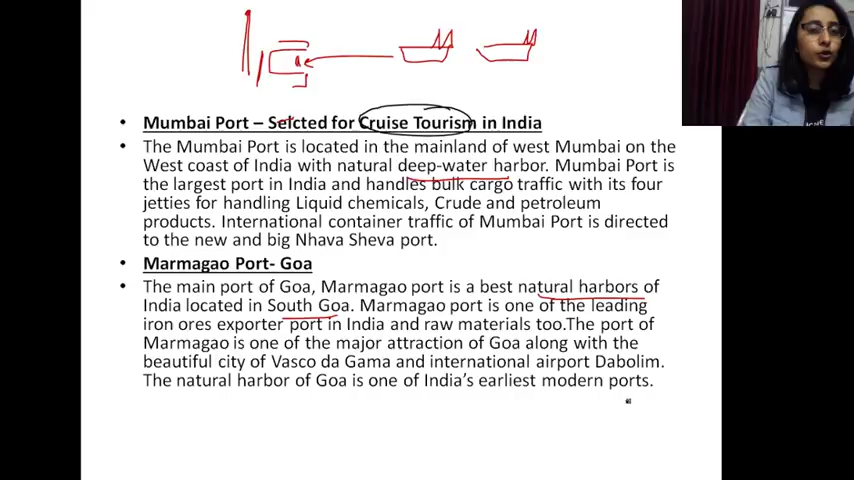 Mumbai Port – Selcted for Cruise Tourism in India
The Mumbai Port is located in the mainland of west Mumbai on the
West coast of India with natural deep-water harbor. Mumbai Port is
the largest port in India and handles bulk cargo traffic with its four
jetties for handling Liquid chemicals, Crude and petroleum
products. International container traffic of Mumbai Port is directed
to the new and big Nhava Sheva port.
Marmagao Port- Goa
The main port of Goa, Marmagao port is a best natural harbors of
India located in South Goa. Marmagao port is one of the leading
iron ores exporter port in India and raw materials too.The port of
Marmagao is one of the major attraction of Goa along with the
beautiful city of Vasco da Gama and international airport Dabolim.
The natural harbor of Goa is one of India's earliest modern ports.